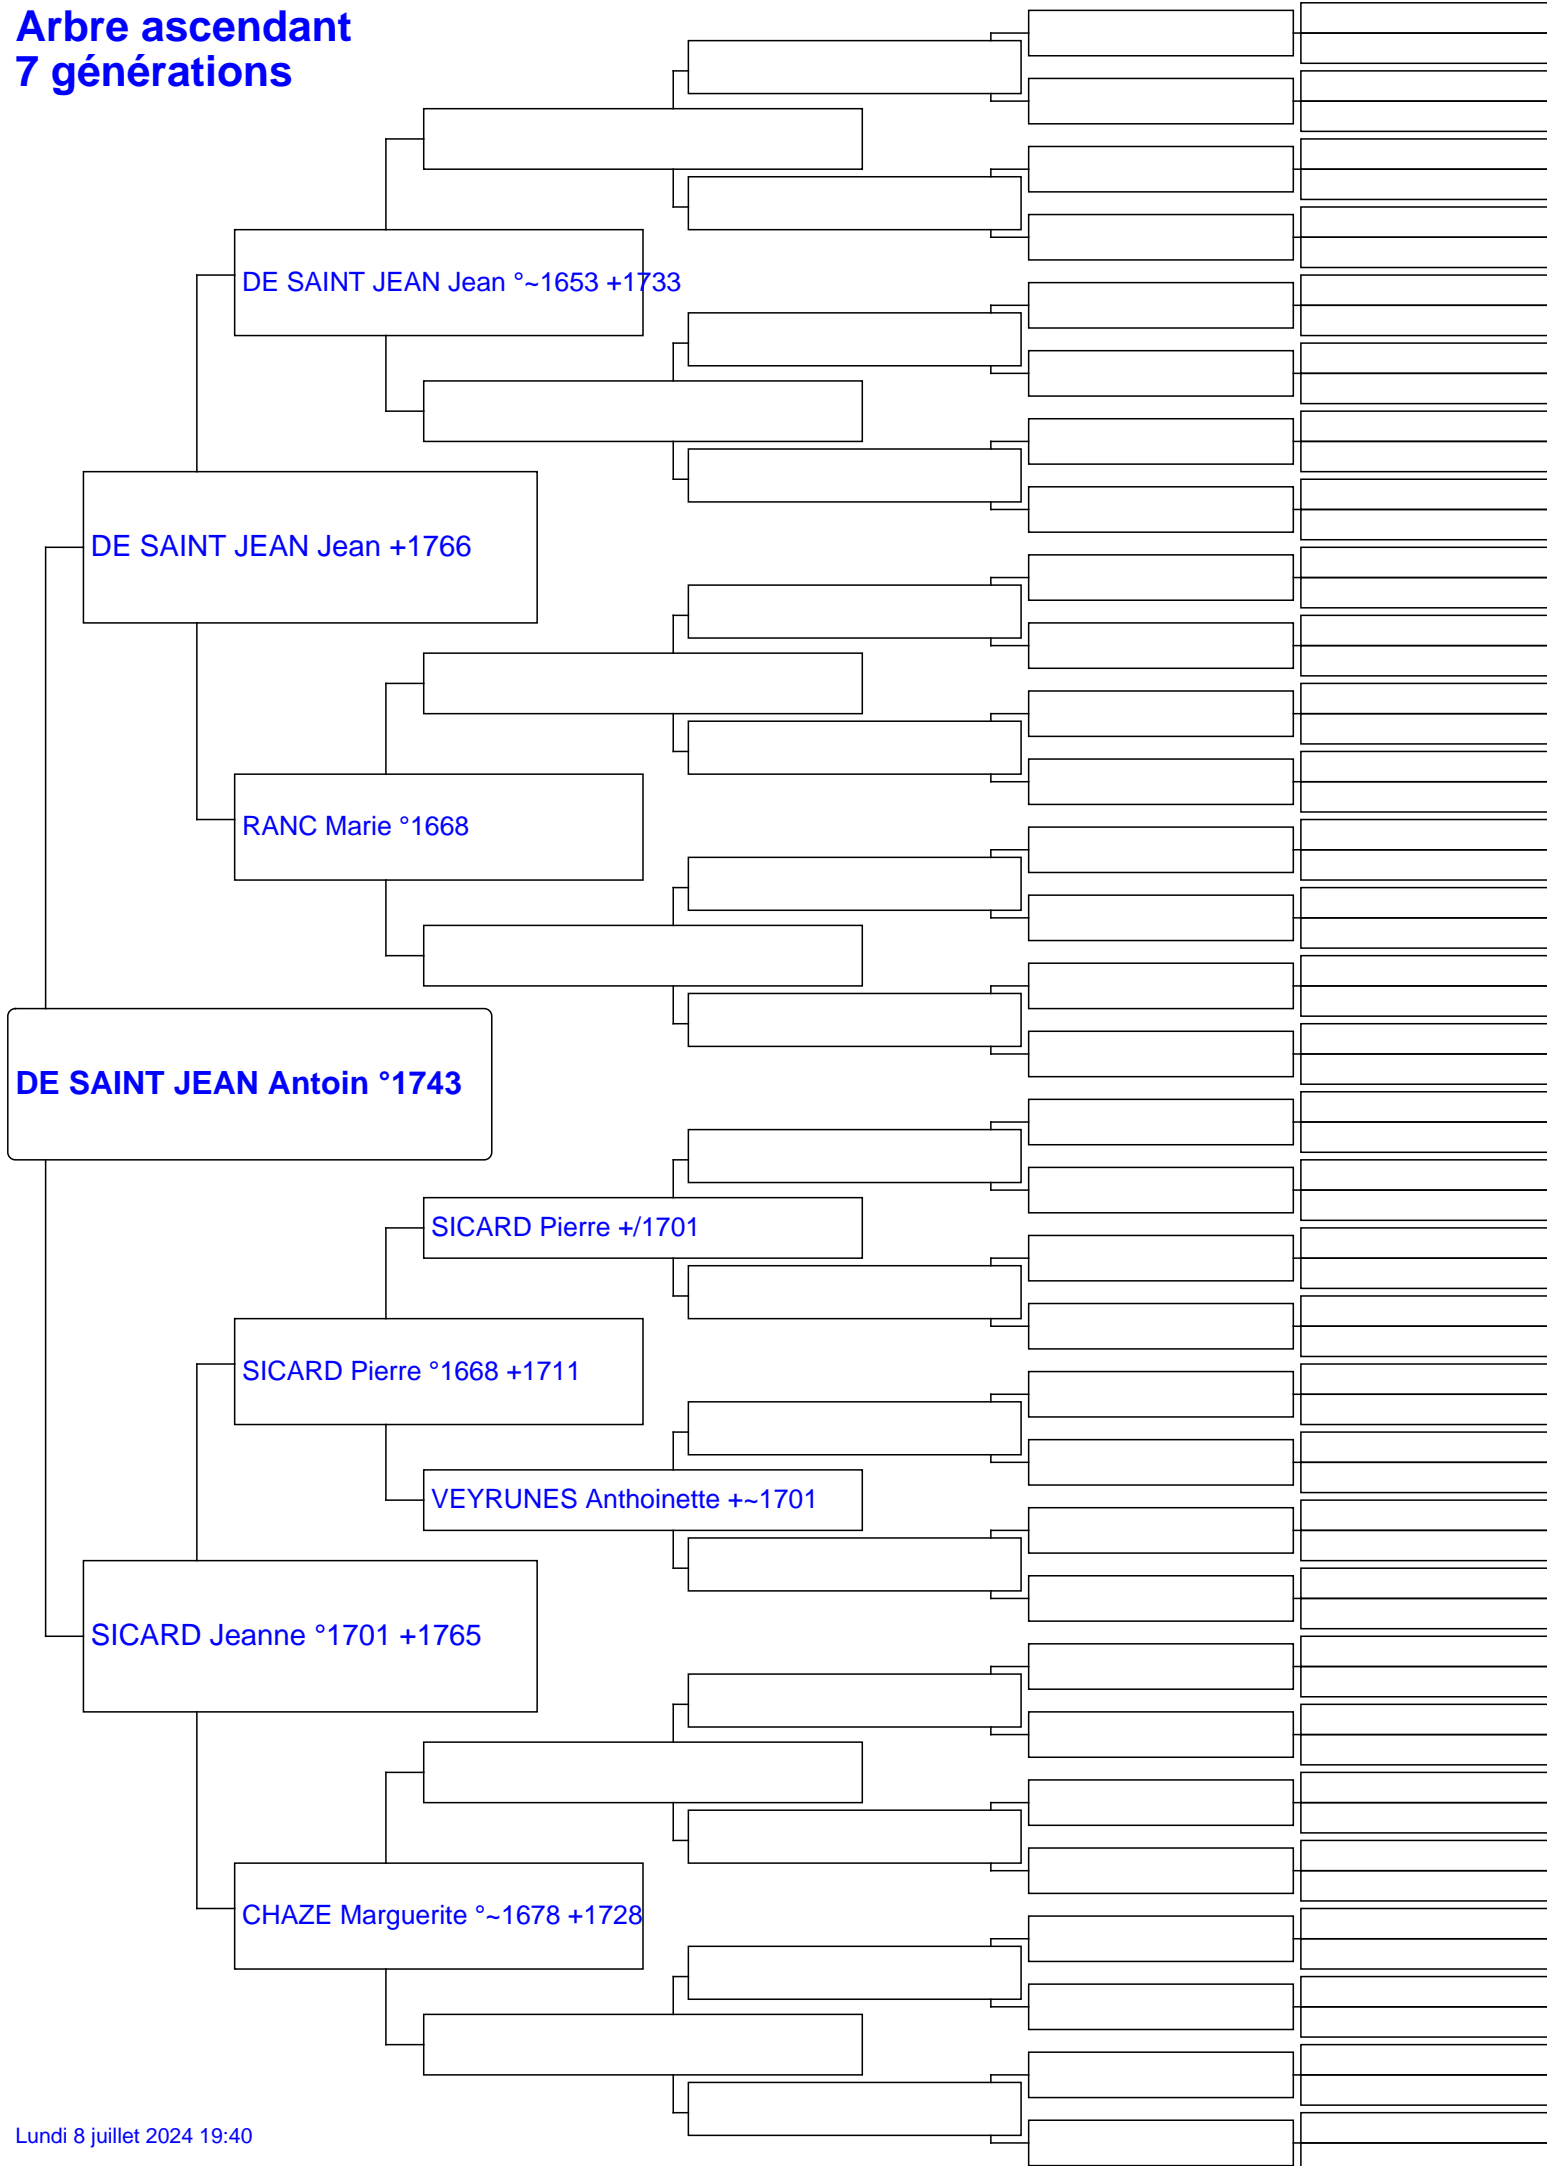 Arbre ascendant
7 générations
DE SAINT JEAN Jean °~1653 +1733
DE SAINT JEAN Jean +1766
RANC Marie °1668
DE SAINT JEAN Antoin °1743
SICARD Pierre +/1701
SICARD Pierre °1668 +1711
VEYRUNES Anthoinette +~1701
SICARD Jeanne °1701 +1765
CHAZE Marguerite °~1678 +1728
Lundi 8 juillet 2024 19:40